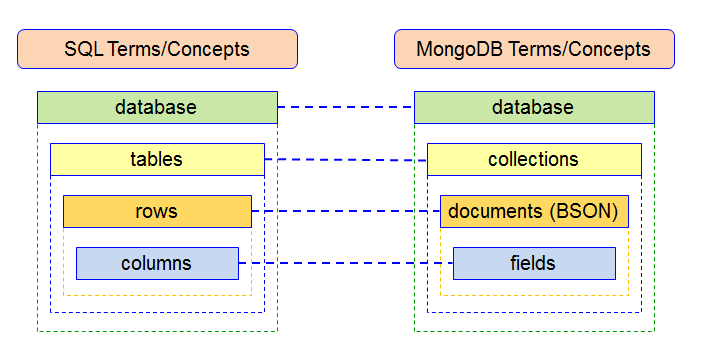 SQL Terms/Concepts
MongoDB Terms/Concepts
database
database
tables
collections
rows
documents (BSON)
columns
fields